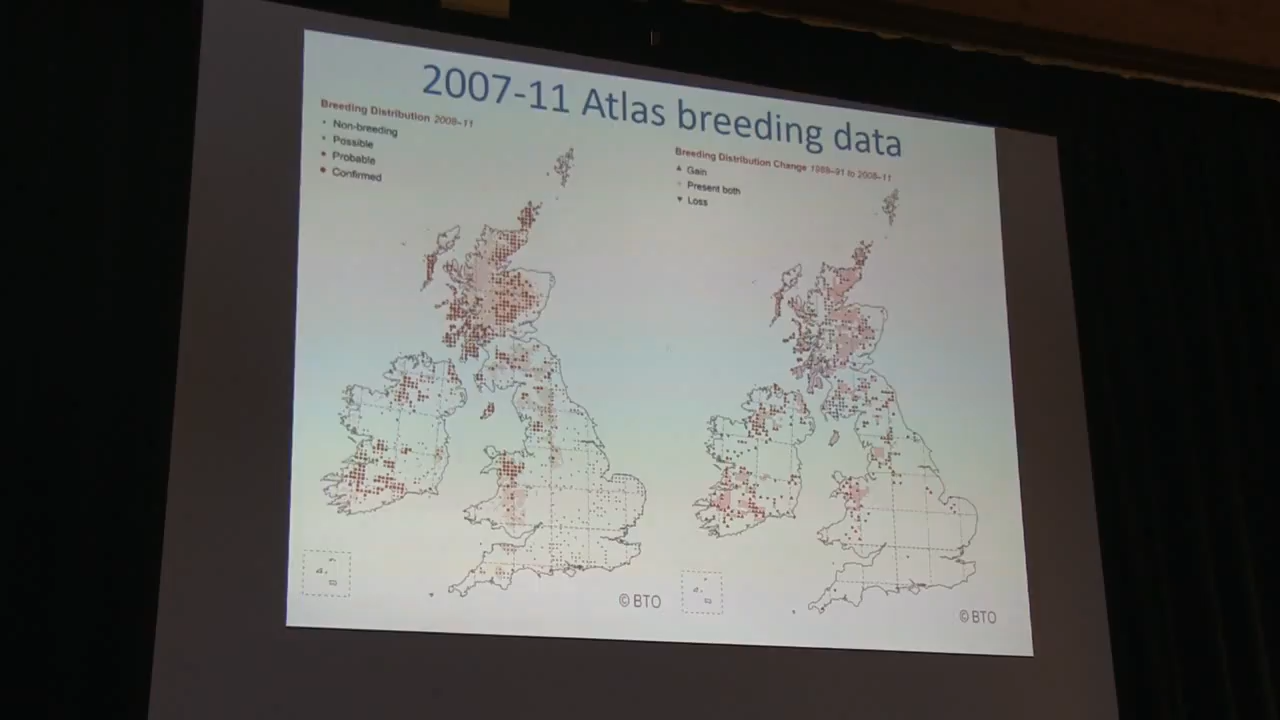 2007-11 Atlas breeding data
Breeding Distribution 2008–11
Non-breeding
Possible
Probable
Confirmed
Breeding Distribution Change 1988–91 to 2008–11
Gain
Present both
Loss
© BTO
© BTO